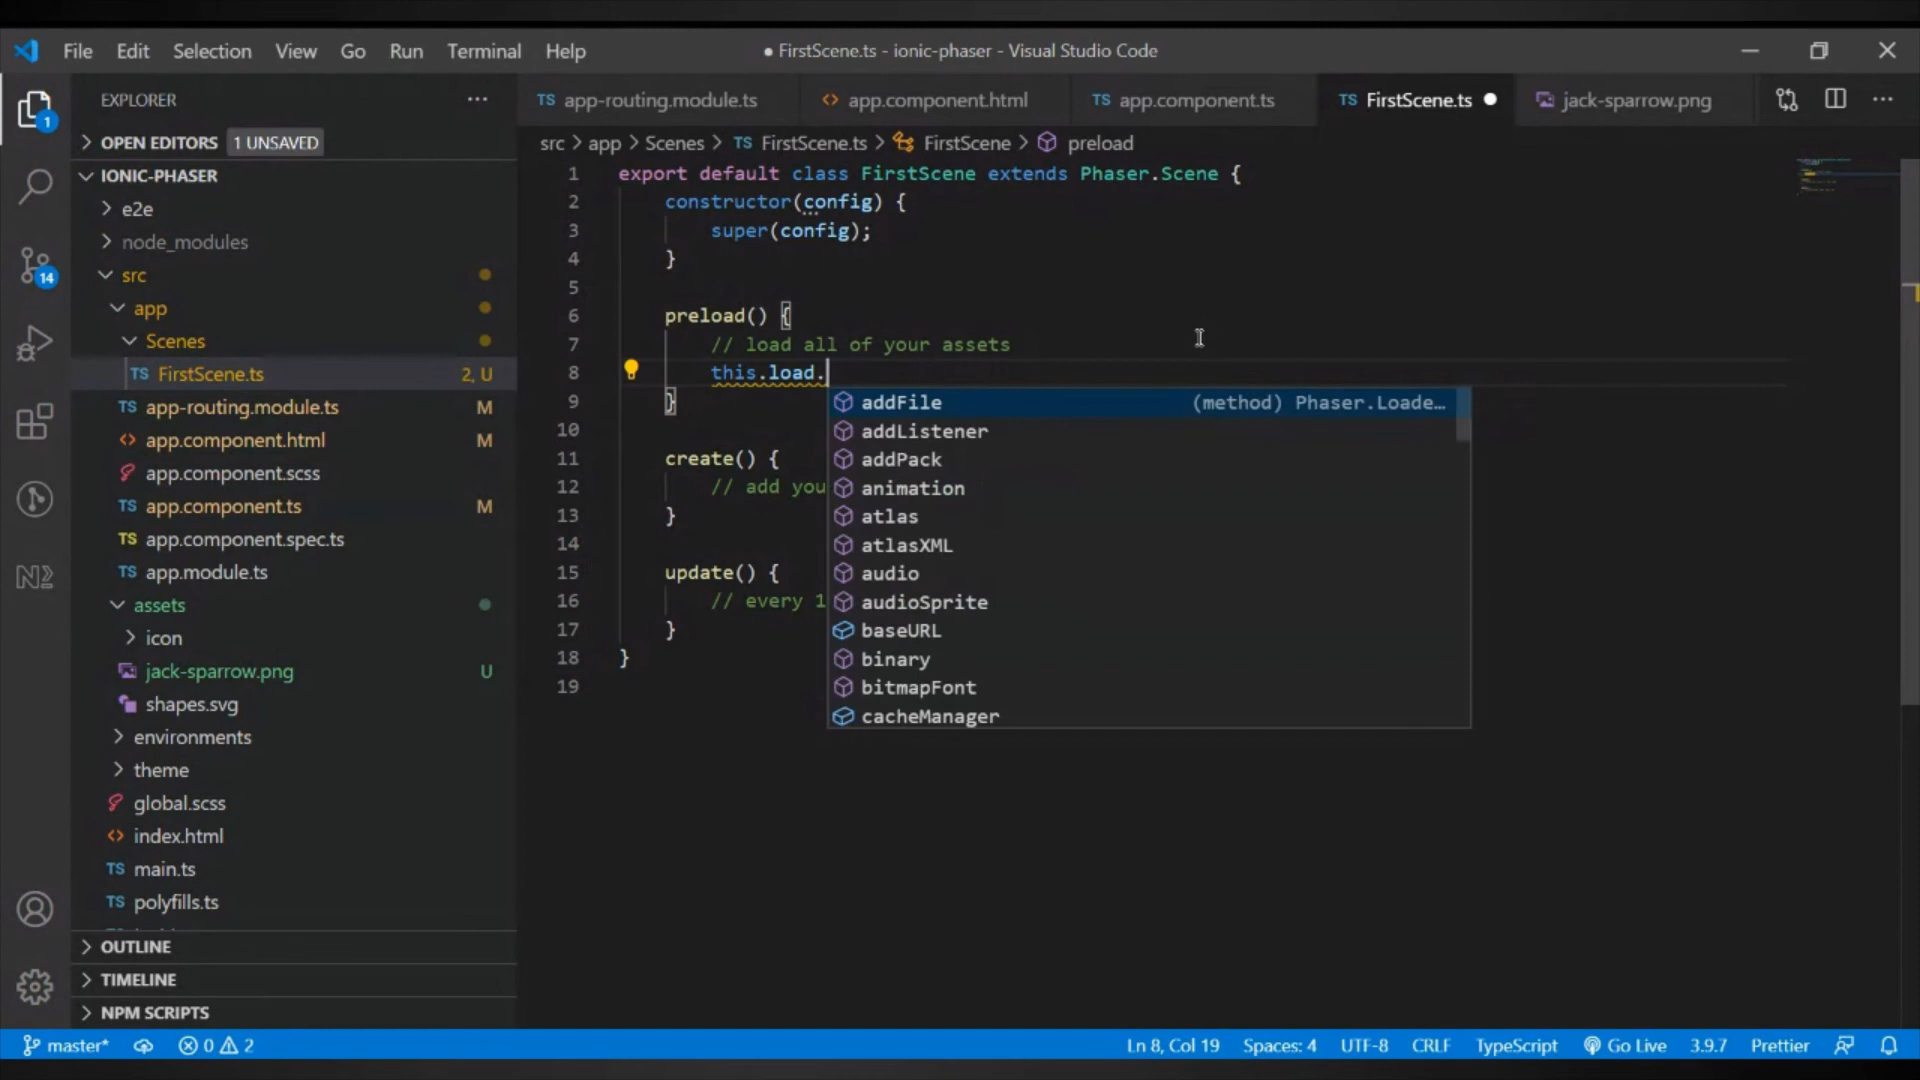 File Edit Selection View Go Run Terminal Help
● FirstScene.ts - ionic-phaser - Visual Studio Code
EXPLORER
OPEN EDITORS 1 UNSAVED
IONIC-PHASER
e2e
node_modules
src
app
Scenes
TS FirstScene.ts 2, U
TS app-routing.module.ts M
<> app.component.html M
app.component.scss
TS app.component.ts M
TS app.component.spec.ts
TS app.module.ts
assets
icon
jack-sparrow.png U
shapes.svg
environments
theme
global.scss
<> index.html
TS main.ts
TS polyfills.ts
OUTLINE
TIMELINE
NPM SCRIPTS
1
14
TS app-routing.module.ts <> app.component.html TS app.component.ts TS FirstScene.ts ● jack-sparrow.png
src > app > Scenes > TS FirstScene.ts > FirstScene > preload
1 export default class FirstScene extends Phaser.Scene {
2 constructor(config) {
3 super(config);
4 }
5
6 preload() {
7 // load all of your assets
8 this.load.
9 }
10
11 create() {
12 // add you
13 }
14
15 update() {
16 // every 1
17 }
18 }
19
addFile (method) Phaser.Loade…
addListener
addPack
animation
atlas
atlasXML
audio
audioSprite
baseURL
binary
bitmapFont
cacheManager
master* 0 2 Ln 8, Col 19 Spaces: 4 UTF-8 CRLF TypeScript Go Live 3.9.7 Prettier